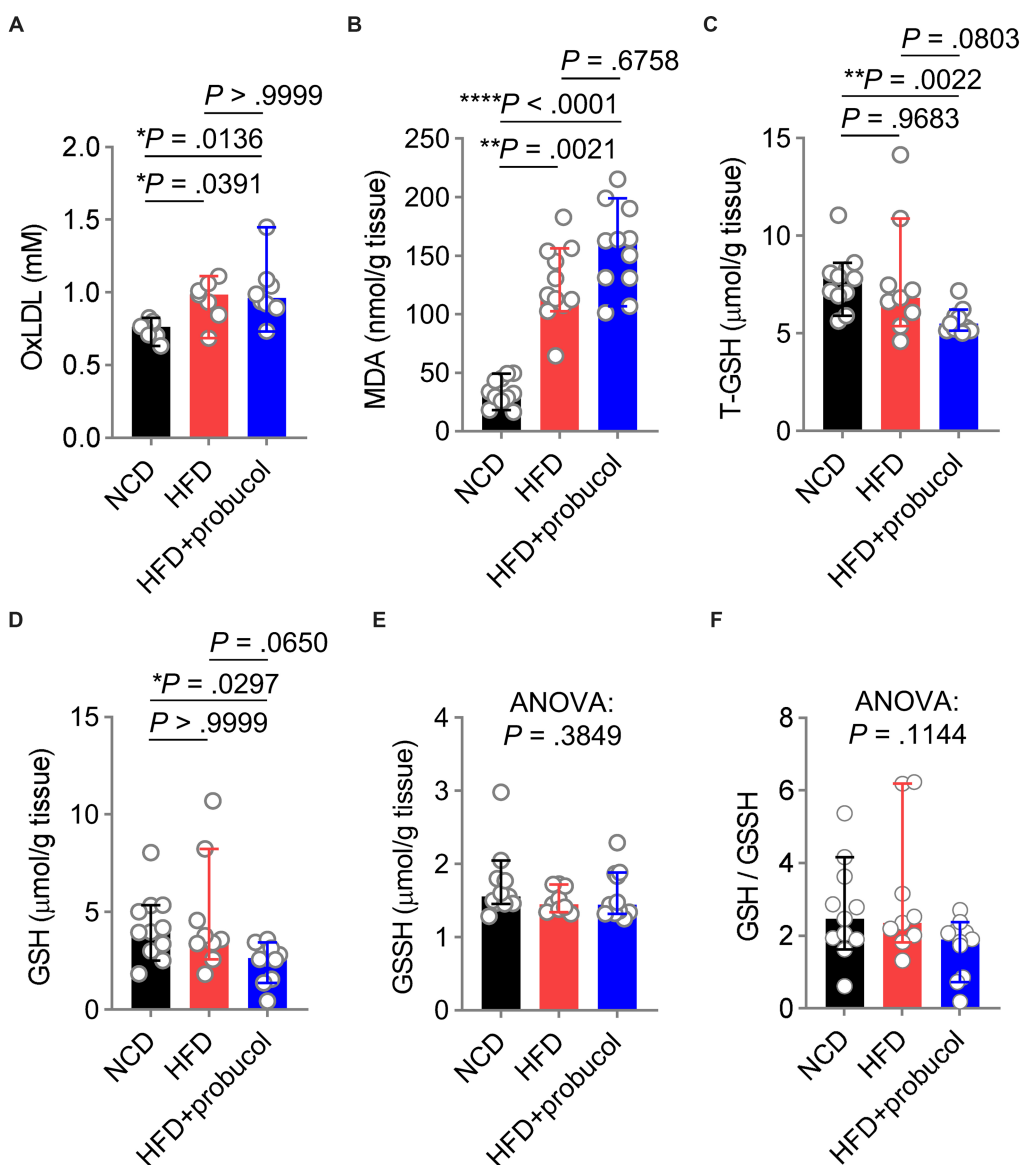 A
P > .9999
*P = .0136
*P = .0391
OxLDL (mM)
2.0
1.5
1.0
0.5
0.0
NCD
HFD
HFD+probucol
B
P = .6758
****P < .0001
**P = .0021
MDA (nmol/g tissue)
250
200
150
100
50
0
NCD
HFD
HFD+probucol
C
P = .0803
**P = .0022
P = .9683
T-GSH (μmol/g tissue)
15
10
5
0
NCD
HFD
HFD+probucol
D
P = .0650
*P = .0297
P > .9999
GSH (μmol/g tissue)
15
10
5
0
NCD
HFD
HFD+probucol
E
ANOVA:
P = .3849
GSSH (μmol/g tissue)
4
3
2
1
0
NCD
HFD
HFD+probucol
F
ANOVA:
P = .1144
GSH / GSSH
8
6
4
2
0
NCD
HFD
HFD+probucol